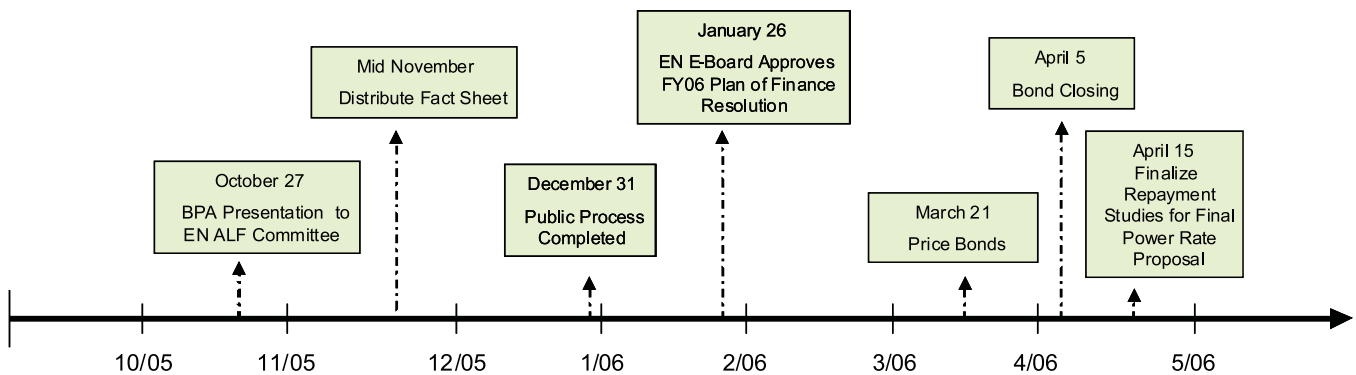 October 27
BPA Presentation to
EN ALF Committee
Mid November
Distribute Fact Sheet
December 31
Public Process
Completed
January 26
EN E-Board Approves
FY06 Plan of Finance
Resolution
March 21
Price Bonds
April 5
Bond Closing
April 15
Finalize
Repayment
Studies for Final
Power Rate
Proposal
10/05
11/05
12/05
1/06
2/06
3/06
4/06
5/06